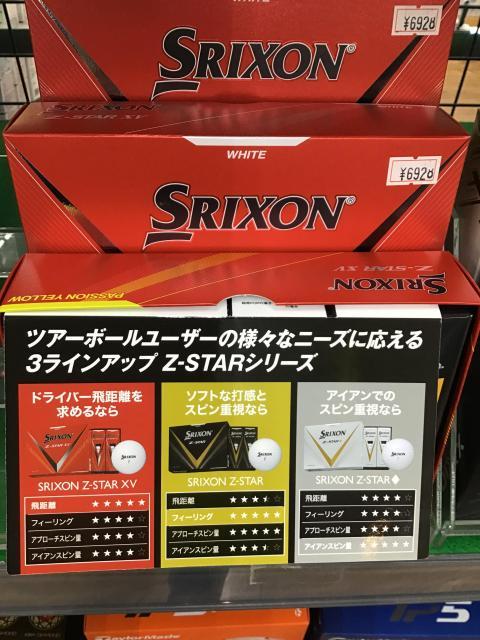 WHITE
¥6928
SRIXON®
Z-STAR XV
WHITE
¥6928
SRIXON®
SRIXON
Z-STAR XV
PASSION YELLOW
ツアーボールユーザーの様々なニーズに応える
3ラインアップ Z-STARシリーズ
ドライバー飛距離を
求めるなら
SRIXON
SRIXON Z-STAR XV
飛距離 ★★★★★
フィーリング ★★★★☆
アプローチスピン量 ★★★★☆
アイアンスピン量 ★★★★☆
ソフトな打感と
スピン重視なら
SRIXON
SRIXON Z-STAR
飛距離
フィーリング ★★★★★
アプローチスピン量 ★★★★★
アイアンスピン量
アイアンでの
スピン重視なら
SRIXON
SRIXON Z-STAR♦
飛距離 ★★★★☆
フィーリング ★★★★☆
アプローチスピン量 ★★★★☆
アイアンスピン量 ★★★★★
TaylorMade
TP5